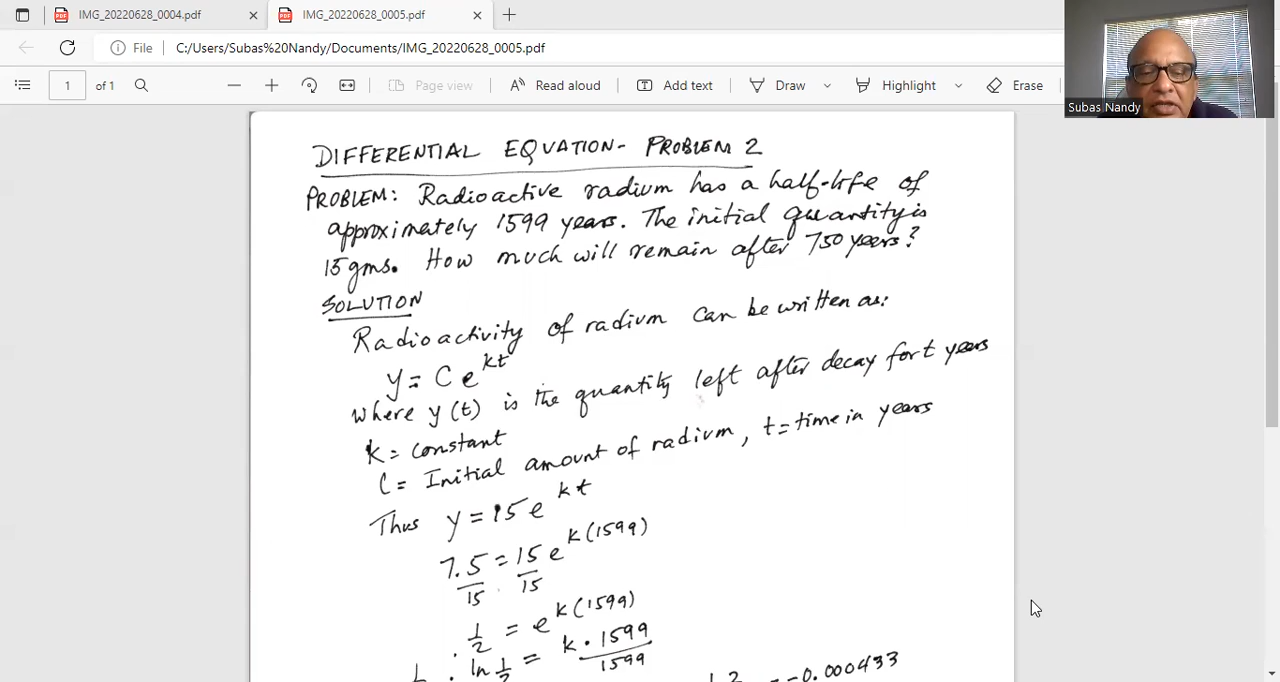 IMG_20220628_0004.pdf
IMG_20220628_0005.pdf
File
C:/Users/Subas%20Nandy/Documents/IMG_20220628_0005.pdf
1 of 1
Page view
Read aloud
Add text
Draw
Highlight
Erase
Subas Nandy
DIFFERENTIAL EQUATION- PROBLEM 2
PROBLEM: Radioactive radium has a half-life of
approximately 1599 years. The initial quantity is
15 gms. How much will remain after 750 years?
SOLUTION
Radioactivity of radium can be written as:
y = C e^{kt}
where y(t) is the quantity left after decay for t years
k = constant
C = Initial amount of radium, t = time in years
Thus y = 15 e^{kt}
7.5/15 = 15/15 e^{k(1599)}
1/2 = e^{k(1599)}
ln 1/2 = k . 1599/1599
= -0.000433